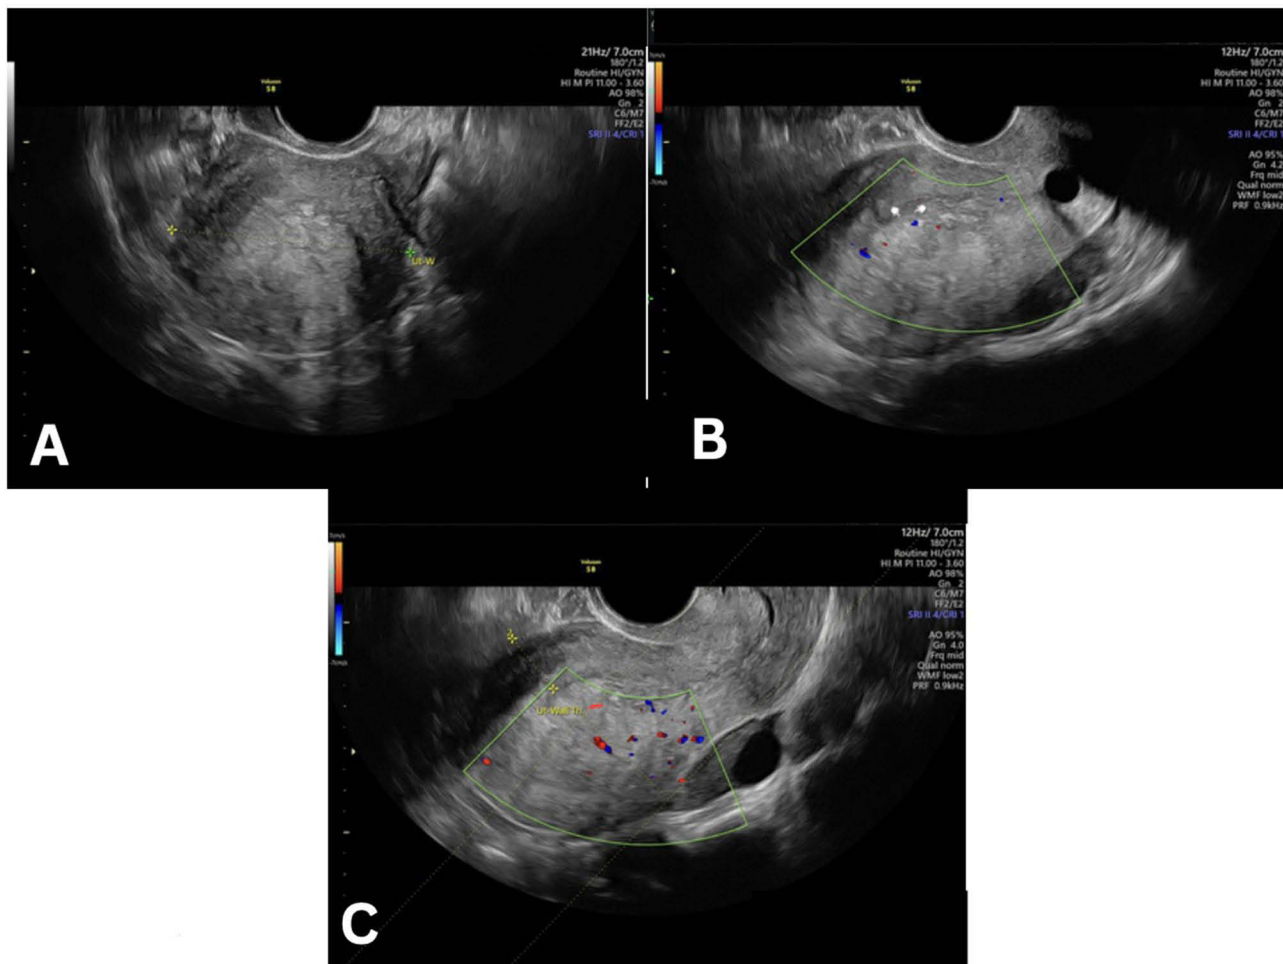 21Hz/ 7.0cm
180°/1.2
Routine HI/GYN
HI M PI 11.00 - 3.60
AO 98%
Gn 2
C6/M7
FF2/E2
SRI II 4/CRI 1
Voluson
S8
Ut-W
A
12Hz/ 7.0cm
180°/1.2
Routine HI/GYN
HI M PI 11.00 - 3.60
AO 98%
Gn 2
C6/M7
FF2/E2
SRI II 4/CRI 1
AO 95%
Gn 4.2
Frq mid
Qual norm
WMF low2
PRF 0.9kHz
Voluson
S8
B
12Hz/ 7.0cm
180°/1.2
Routine HI/GYN
HI M PI 11.00 - 3.60
AO 98%
Gn 2
C6/M7
FF2/E2
SRI II 4/CRI 1
AO 95%
Gn 4.0
Frq mid
Qual norm
WMF low2
PRF 0.9kHz
Voluson
S8
Ut-Wall Th.
C